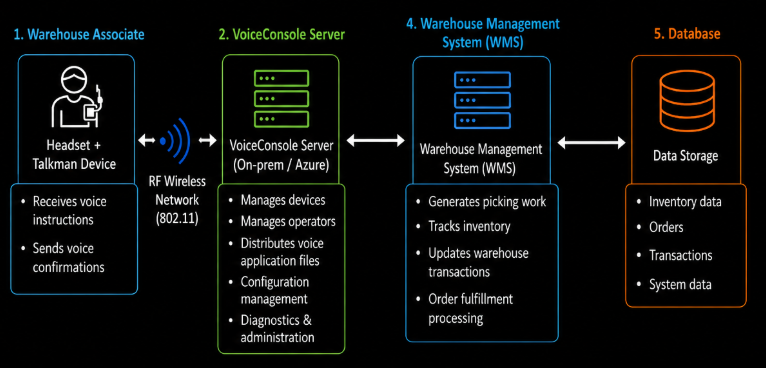 1. Warehouse Associate
Headset +
Talkman Device
• Receives voice
instructions
• Sends voice
confirmations
RF Wireless
Network
(802.11)
2. VoiceConsole Server
VoiceConsole Server
(On-prem / Azure)
• Manages devices
• Manages operators
• Distributes voice
application files
• Configuration
management
• Diagnostics &
administration
4. Warehouse Management
System (WMS)
Warehouse Management
System (WMS)
• Generates picking work
• Tracks inventory
• Updates warehouse
transactions
• Order fulfillment
processing
5. Database
Data Storage
• Inventory data
• Orders
• Transactions
• System data